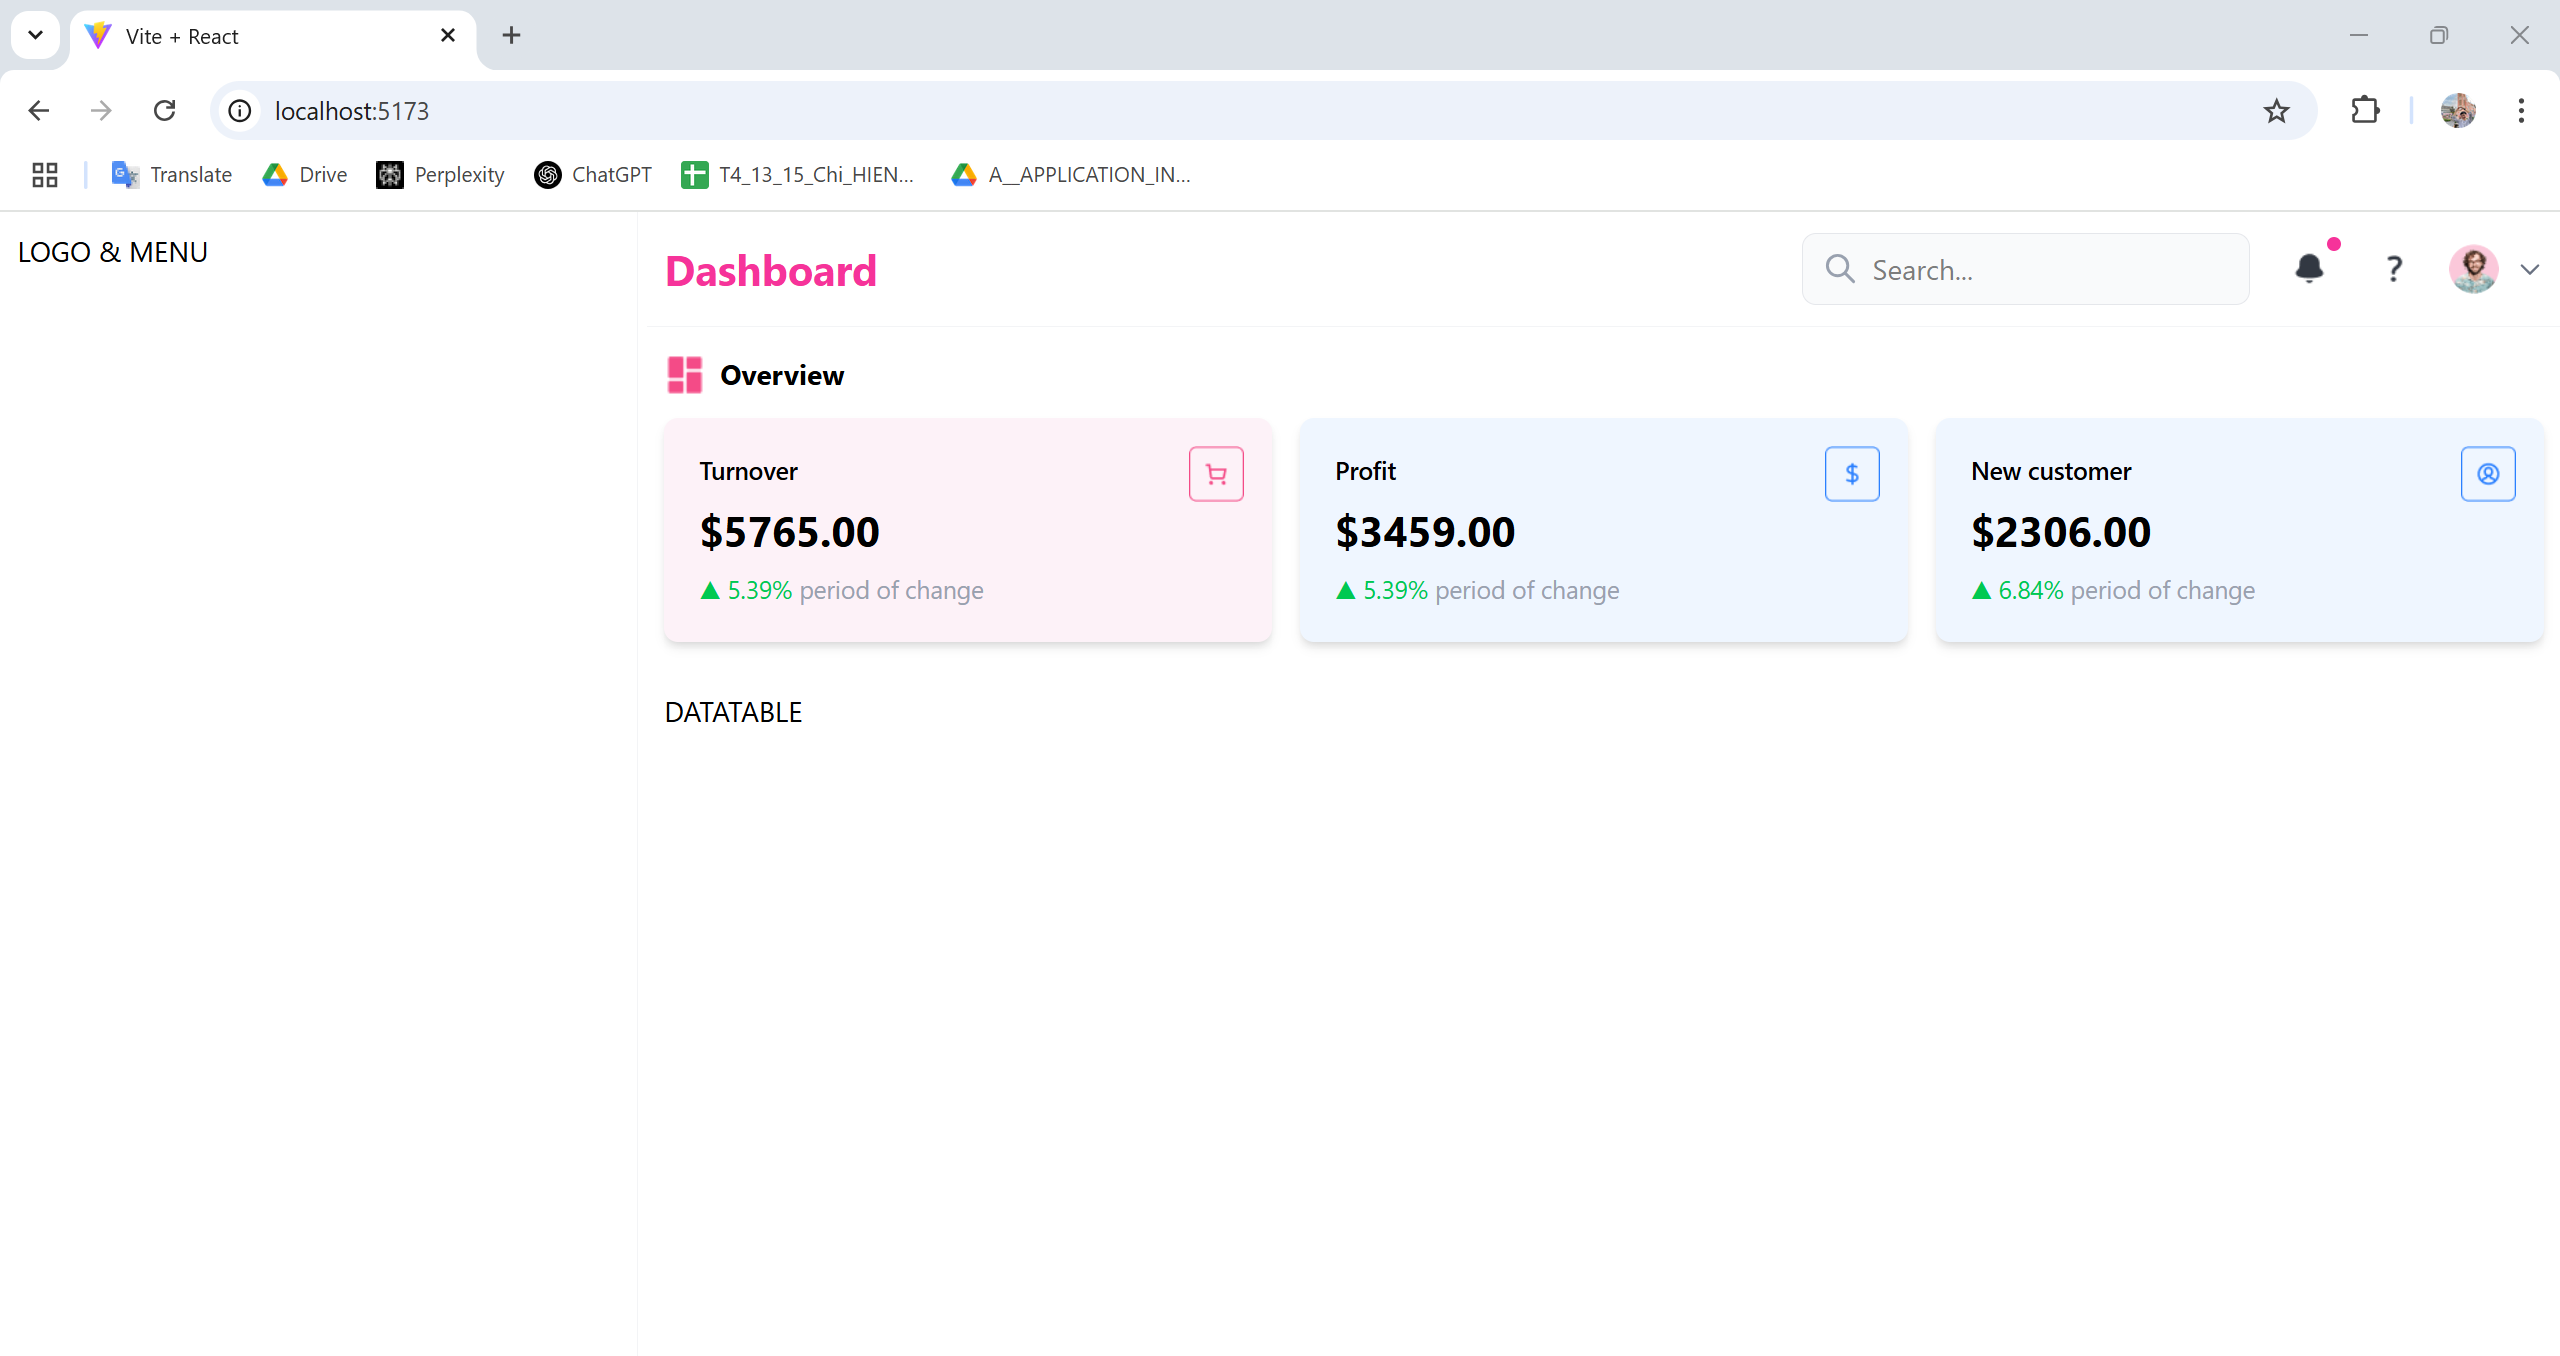 Vite + React
localhost:5173
Translate
Drive
Perplexity
ChatGPT
T4_13_15_Chi_HIEN...
A__APPLICATION_IN...
LOGO & MENU
Dashboard
Search...
?
Overview
Turnover
$5765.00
▲ 5.39% period of change
Profit
$
$3459.00
▲ 5.39% period of change
New customer
$2306.00
▲ 6.84% period of change
DATATABLE